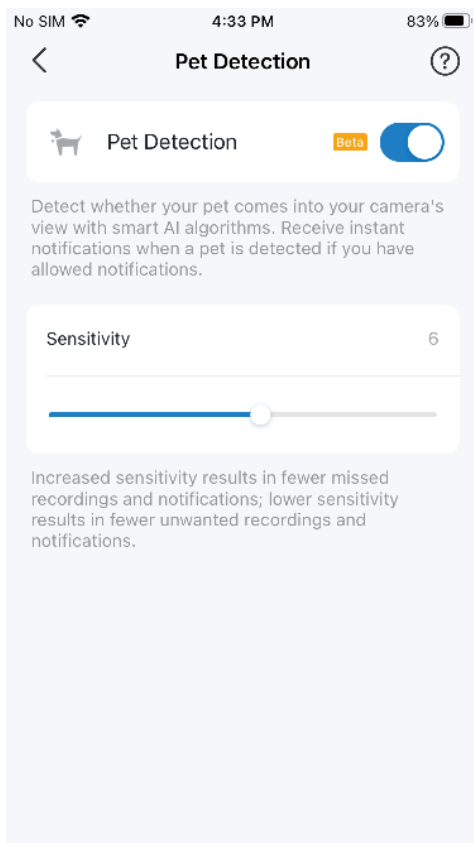 No SIM 4:33 PM 83%
Pet Detection ?
Pet Detection Beta
Detect whether your pet comes into your camera's
view with smart AI algorithms. Receive instant
notifications when a pet is detected if you have
allowed notifications.
Sensitivity 6
Increased sensitivity results in fewer missed
recordings and notifications; lower sensitivity
results in fewer unwanted recordings and
notifications.